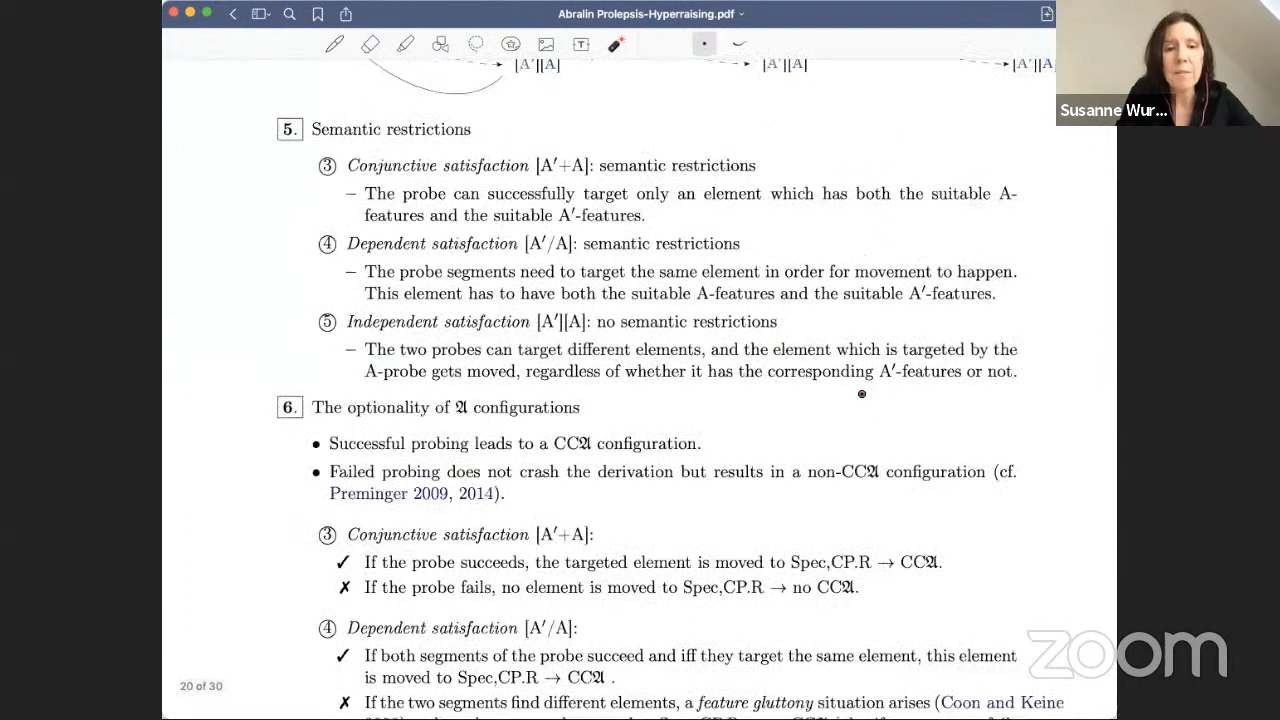 Abralin Prolepsis-Hyperraising.pdf
[A′][A] [A′][A] [A′][A]
Susanne Wur...
5. Semantic restrictions
③ Conjunctive satisfaction [A′+A]: semantic restrictions
– The probe can successfully target only an element which has both the suitable A-
features and the suitable A′-features.
④ Dependent satisfaction [A′/A]: semantic restrictions
– The probe segments need to target the same element in order for movement to happen.
This element has to have both the suitable A-features and the suitable A′-features.
⑤ Independent satisfaction [A′][A]: no semantic restrictions
– The two probes can target different elements, and the element which is targeted by the
A-probe gets moved, regardless of whether it has the corresponding A′-features or not.
6. The optionality of 𝕬 configurations
• Successful probing leads to a CC𝕬 configuration.
• Failed probing does not crash the derivation but results in a non-CC𝕬 configuration (cf.
Preminger 2009, 2014).
③ Conjunctive satisfaction [A′+A]:
✓ If the probe succeeds, the targeted element is moved to Spec,CP.R → CC𝕬.
✗ If the probe fails, no element is moved to Spec,CP.R → no CC𝕬.
④ Dependent satisfaction [A′/A]:
✓ If both segments of the probe succeed and iff they target the same element, this element
is moved to Spec,CP.R → CC𝕬 .
✗ If the two segments find different elements, a feature gluttony situation arises (Coon and Keine
20 of 30
zoom